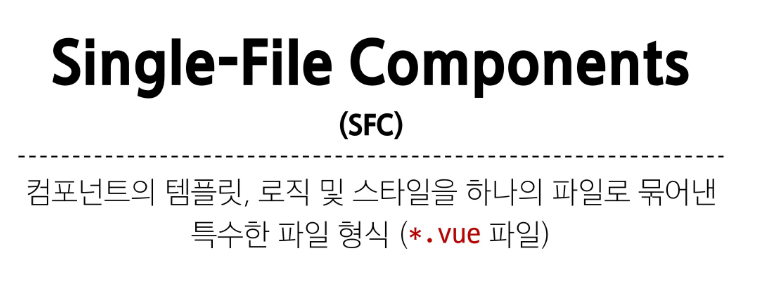 Single-File Components
(SFC)
컴포넌트의 템플릿, 로직 및 스타일을 하나의 파일로 묶어낸
특수한 파일 형식 (*.vue 파일)